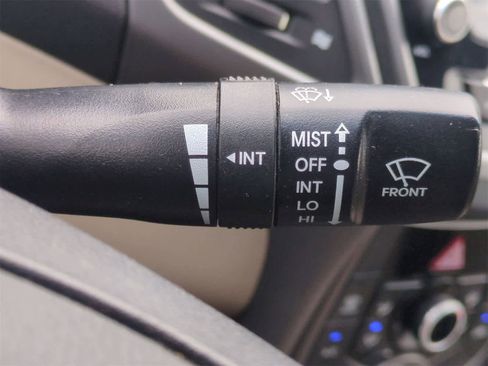 MIST
OFF
INT
INT
LO
HI
FRONT